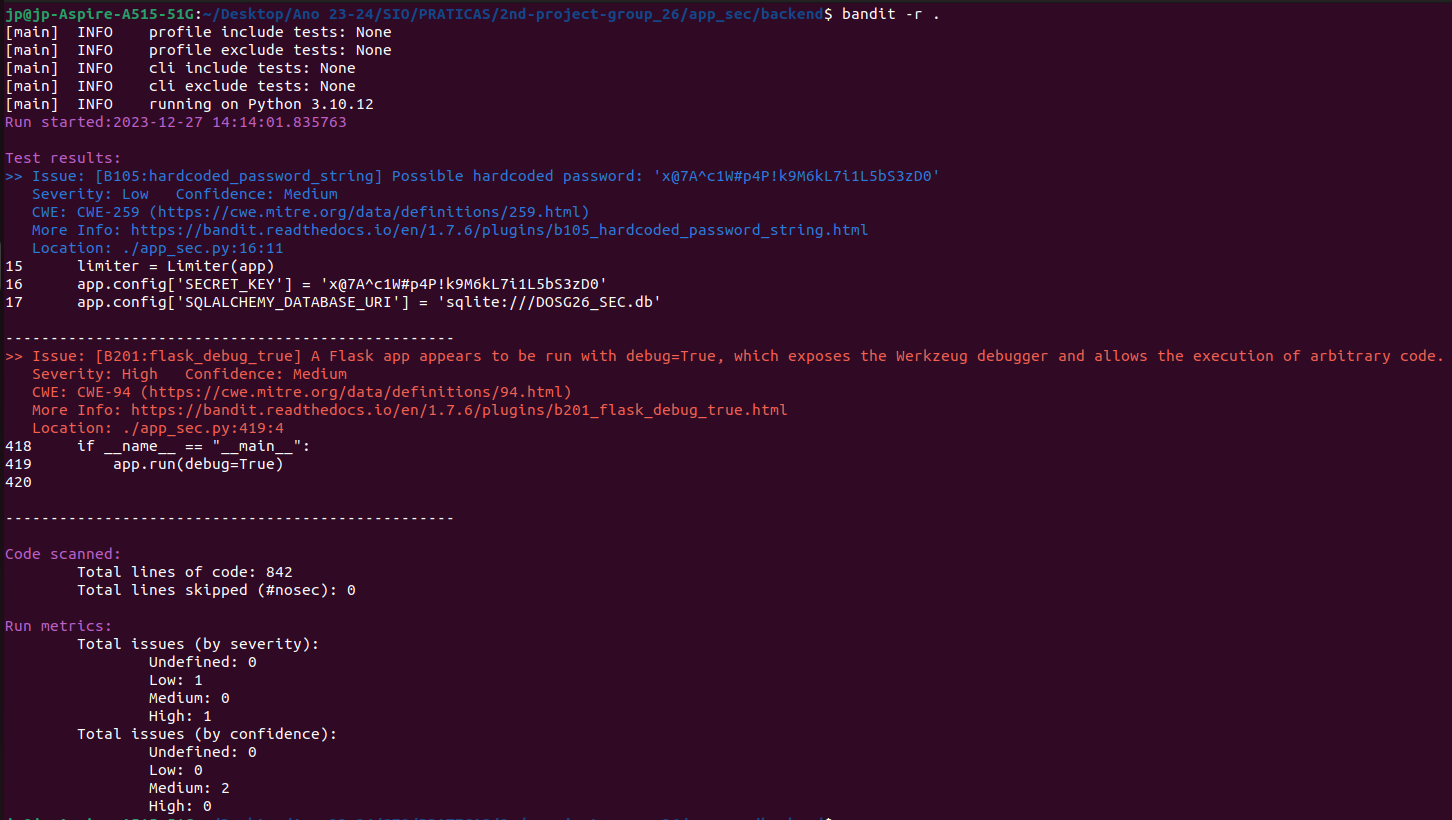 jp@jp-Aspire-A515-51G:~/Desktop/Ano 23-24/SIO/PRATICAS/2nd-project-group_26/app_sec/backend$ bandit -r .
[main]  INFO    profile include tests: None
[main]  INFO    profile exclude tests: None
[main]  INFO    cli include tests: None
[main]  INFO    cli exclude tests: None
[main]  INFO    running on Python 3.10.12
Run started:2023-12-27 14:14:01.835763

Test results:
>> Issue: [B105:hardcoded_password_string] Possible hardcoded password: 'x@7A^c1W#p4P!k9M6kL7i1L5bS3zD0'
   Severity: Low   Confidence: Medium
   CWE: CWE-259 (https://cwe.mitre.org/data/definitions/259.html)
   More Info: https://bandit.readthedocs.io/en/1.7.6/plugins/b105_hardcoded_password_string.html
   Location: ./app_sec.py:16:11
15      limiter = Limiter(app)
16      app.config['SECRET_KEY'] = 'x@7A^c1W#p4P!k9M6kL7i1L5bS3zD0'
17      app.config['SQLALCHEMY_DATABASE_URI'] = 'sqlite:///DOSG26_SEC.db'

--------------------------------------------------
>> Issue: [B201:flask_debug_true] A Flask app appears to be run with debug=True, which exposes the Werkzeug debugger and allows the execution of arbitrary code.
   Severity: High   Confidence: Medium
   CWE: CWE-94 (https://cwe.mitre.org/data/definitions/94.html)
   More Info: https://bandit.readthedocs.io/en/1.7.6/plugins/b201_flask_debug_true.html
   Location: ./app_sec.py:419:4
418     if __name__ == "__main__":
419         app.run(debug=True)
420

--------------------------------------------------

Code scanned:
        Total lines of code: 842
        Total lines skipped (#nosec): 0

Run metrics:
        Total issues (by severity):
                Undefined: 0
                Low: 1
                Medium: 0
                High: 1
        Total issues (by confidence):
                Undefined: 0
                Low: 0
                Medium: 2
                High: 0